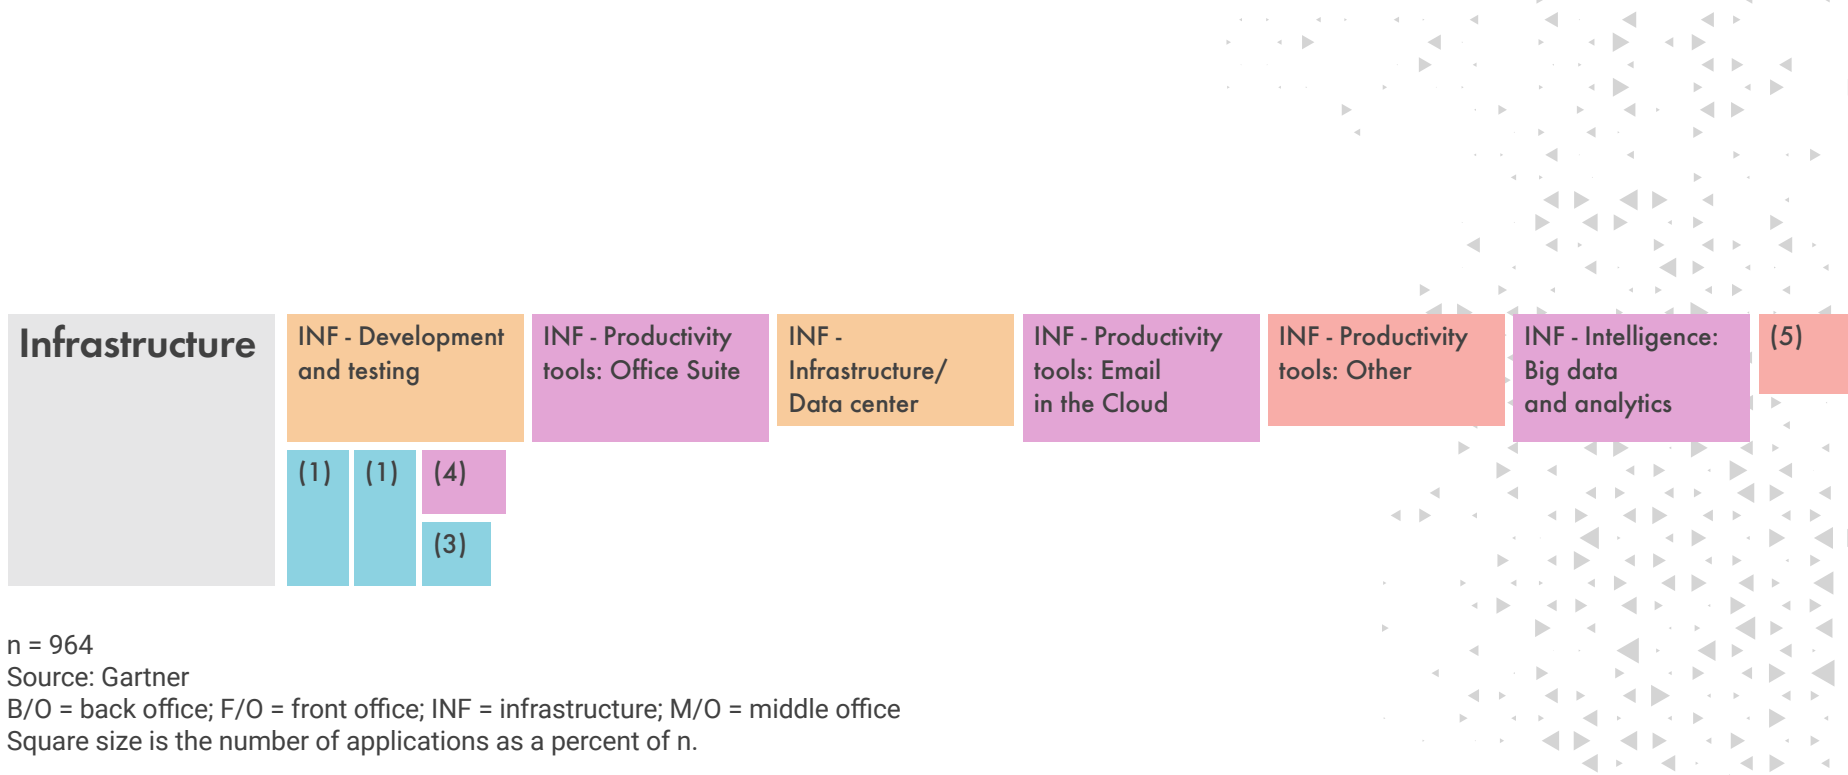 Infrastructure
INF - Development
and testing
INF - Productivity
tools: Office Suite
INF -
Infrastructure/
Data center
INF - Productivity
tools: Email
in the Cloud
INF - Productivity
tools: Other
INF - Intelligence:
Big data
and analytics
(5)
(1)
(1)
(4)
(3)
n = 964
Source: Gartner
B/O = back office; F/O = front office; INF = infrastructure; M/O = middle office
Square size is the number of applications as a percent of n.